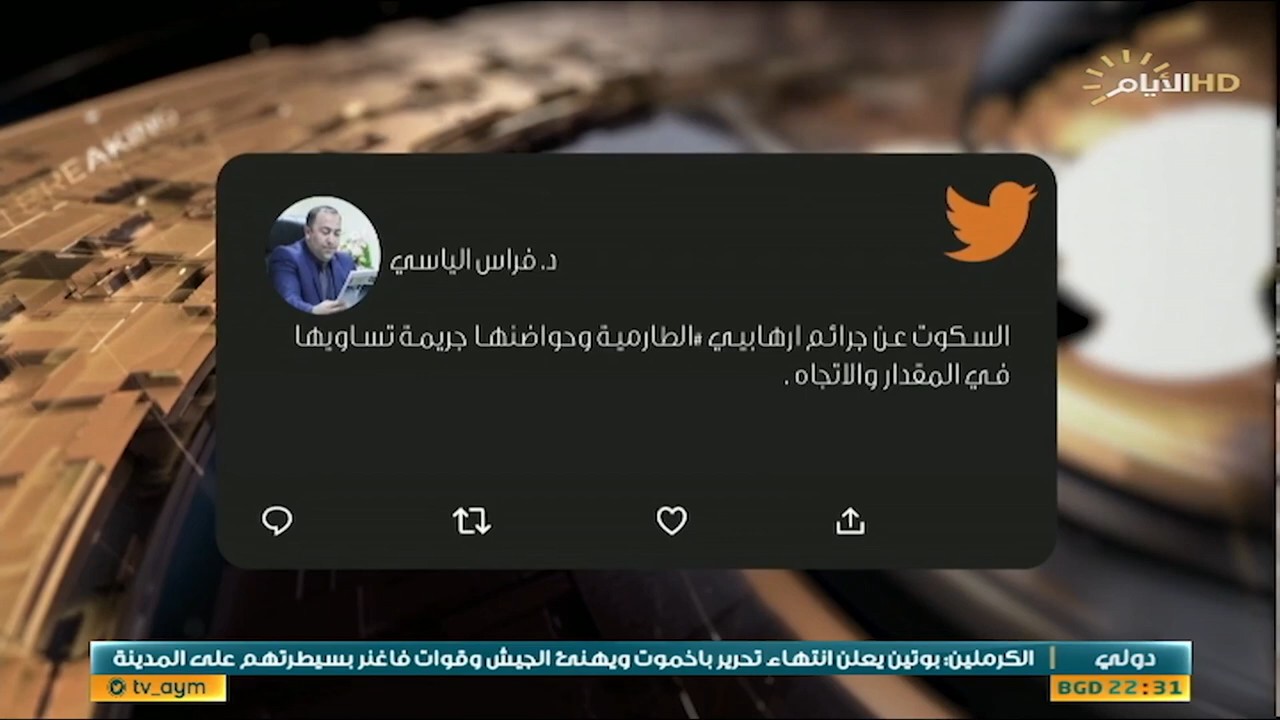 الأيام HD
BREAKING
د. فراس الياسي
السكوت عن جرائم ارهابيي #الطارمية وحواضنها جريمة تساويها
في المقدار والاتجاه .
دولي | الكرملين: بوتين يعلن انتهاء تحرير باخموت ويهنئ الجيش وقوات فاغنر بسيطرتهم على المدينة
BGD 22:31
tv_aym